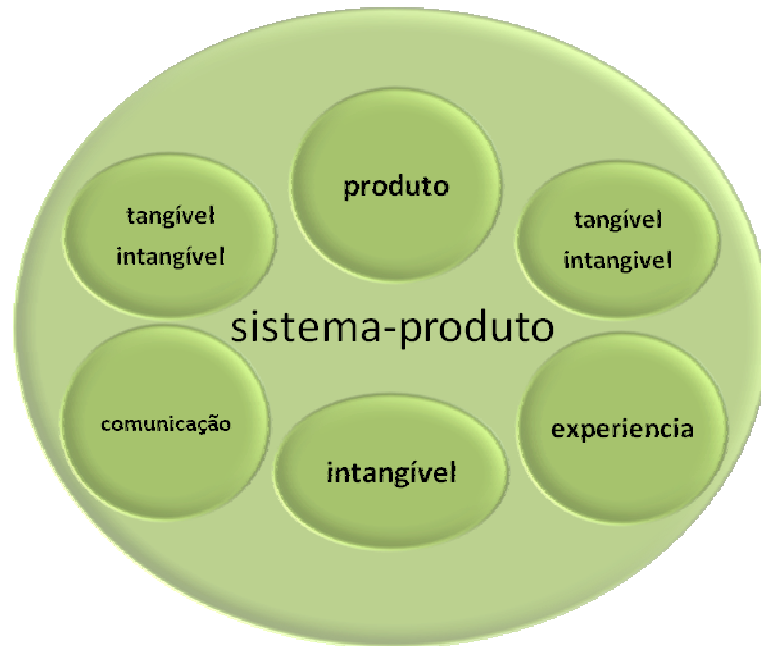 produto
tangível
intangível
tangível
intangivel
sistema-produto
comunicação
experiencia
intangível